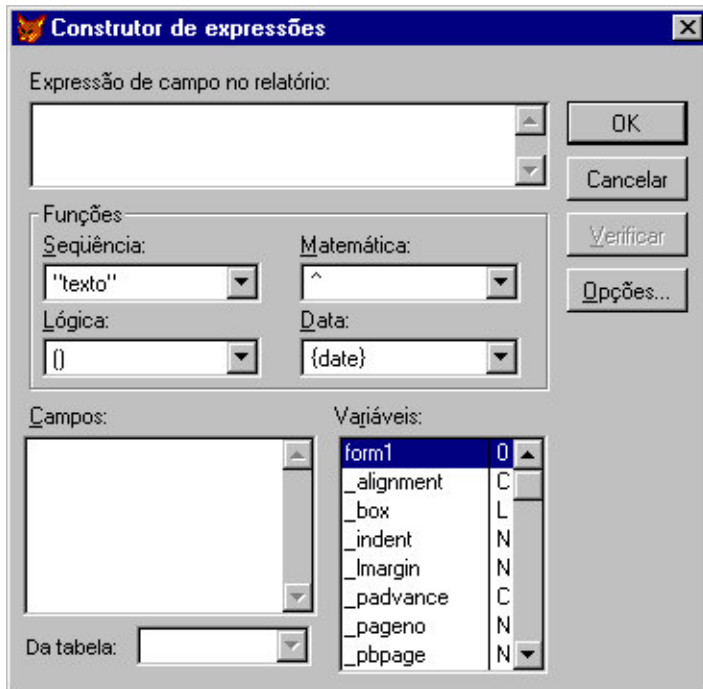 Construtor de expressões
Expressão de campo no relatório:
OK
Cancelar
Verificar
Opções...
Funções
Seqüência:
Matemática:
"texto"
^
Lógica:
Data:
()
{date}
Campos:
Variáveis:
form1 O
_alignment C
_box L
_indent N
_lmargin N
_padvance C
_pageno N
_pbpage N
Da tabela: